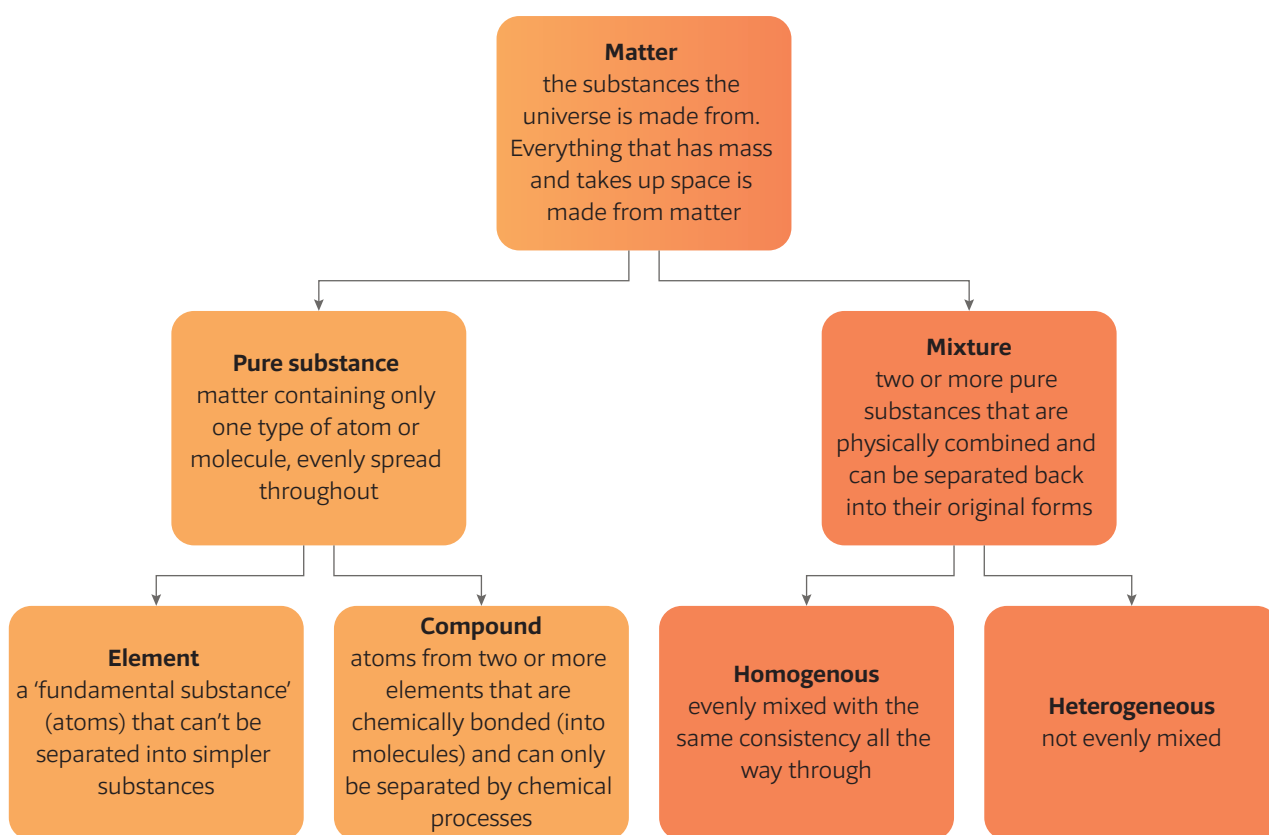 Matter
the substances the
universe is made from.
Everything that has mass
and takes up space is
made from matter
Pure substance
matter containing only
one type of atom or
molecule, evenly spread
throughout
Mixture
two or more pure
substances that are
physically combined and
can be separated back
into their original forms
Element
a ‘fundamental substance’
(atoms) that can’t be
separated into simpler
substances
Compound
atoms from two or more
elements that are
chemically bonded (into
molecules) and can only
be separated by chemical
processes
Homogenous
evenly mixed with the
same consistency all the
way through
Heterogeneous
not evenly mixed